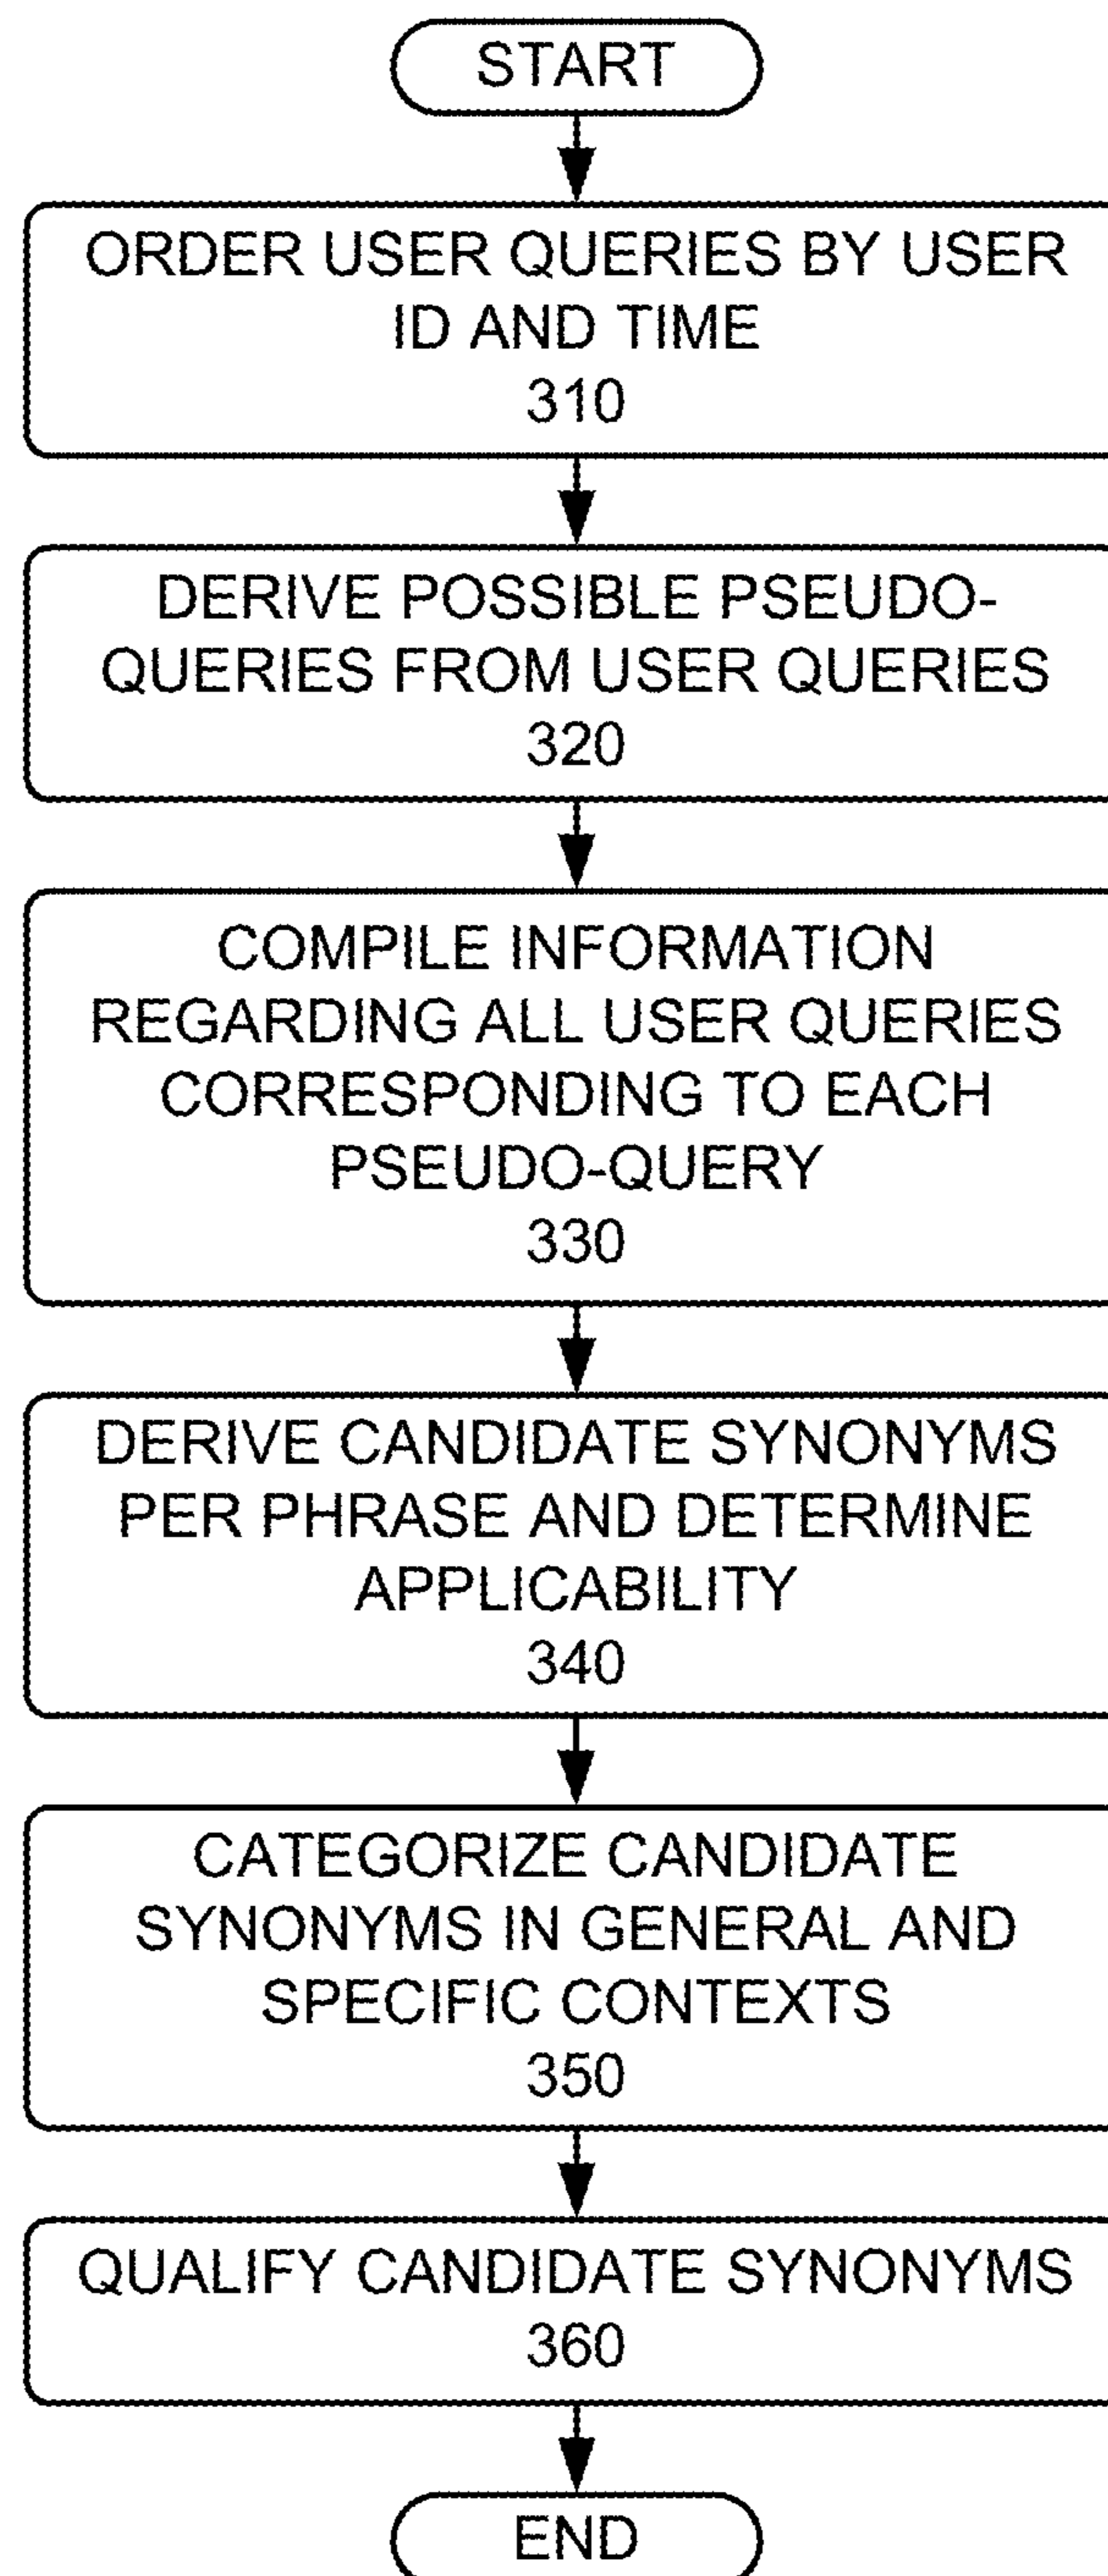 START
ORDER USER QUERIES BY USER
ID AND TIME
310
DERIVE POSSIBLE PSEUDO-
QUERIES FROM USER QUERIES
320
COMPILE INFORMATION
REGARDING ALL USER QUERIES
CORRESPONDING TO EACH
PSEUDO-QUERY
330
DERIVE CANDIDATE SYNONYMS
PER PHRASE AND DETERMINE
APPLICABILITY
340
CATEGORIZE CANDIDATE
SYNONYMS IN GENERAL AND
SPECIFIC CONTEXTS
350
QUALIFY CANDIDATE SYNONYMS
360
END